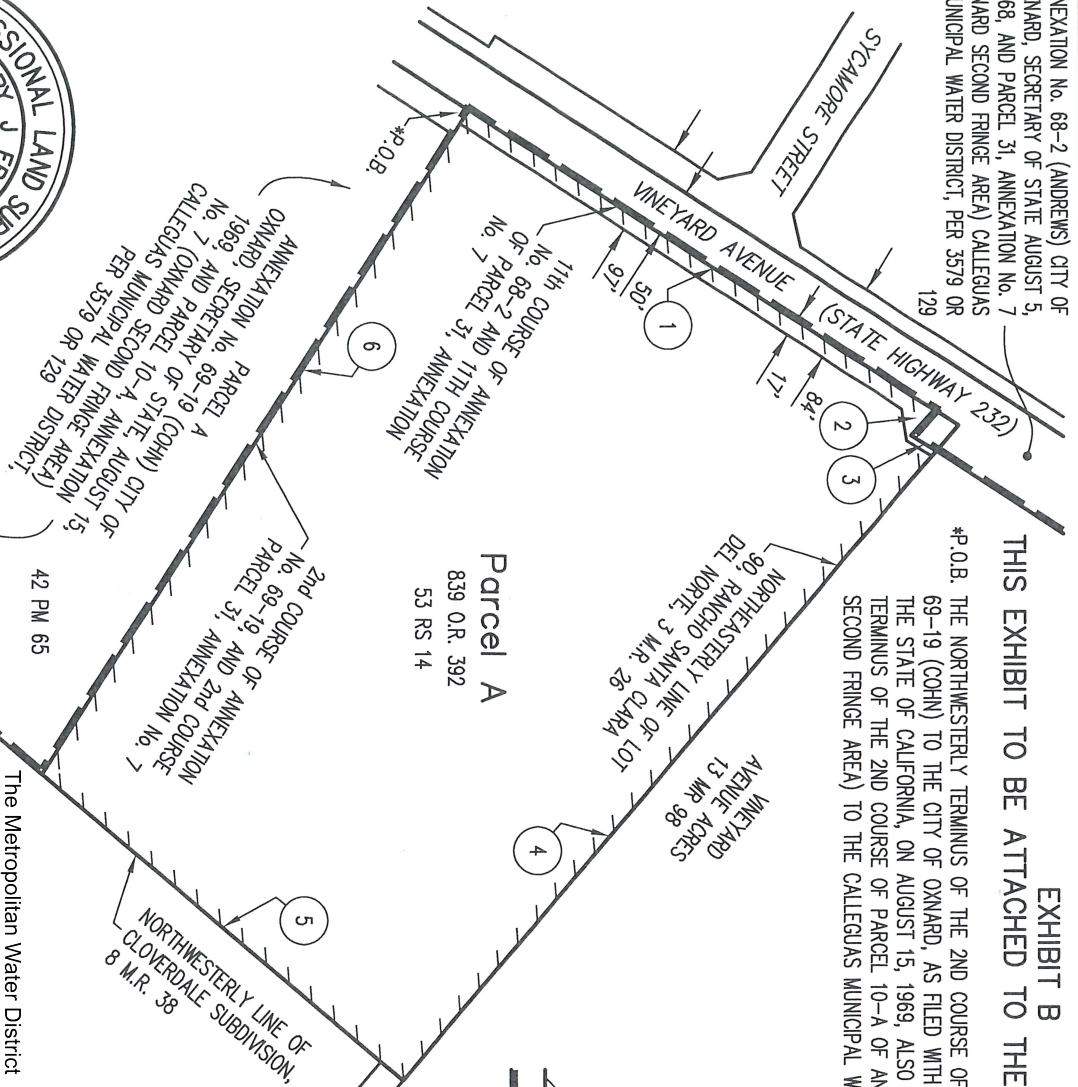 EXHIBIT B
THIS EXHIBIT TO BE ATTACHED TO THE
*P.O.B. THE NORTHWESTERLY TERMINUS OF THE 2ND COURSE OF
69-19 (COHN) TO THE CITY OF OXNARD, AS FILED WITH
THE STATE OF CALIFORNIA, ON AUGUST 15, 1969, ALSO
TERMINUS OF THE 2ND COURSE OF PARCEL 10-A OF AN
SECOND FRINGE AREA) TO THE CALLEGUAS MUNICIPAL W
NEXATION No. 68-2 (ANDREWS) CITY OF
NARD, SECRETARY OF STATE AUGUST 5,
68, AND PARCEL 31, ANNEXATION No. 7
NARD SECOND FRINGE AREA) CALLEGUAS
UNICIPAL WATER DISTRICT, PER 3579 OR
129
SYCAMORE STREET
VINEYARD AVENUE (STATE HIGHWAY 232)
*P.O.B.
50'
97'
84'
17'
1
2
3
4
5
6
11th COURSE OF ANNEXATION
No. 68-2 AND 11TH COURSE
OF PARCEL 31, ANNEXATION
No. 7
NORTHEASTERLY LINE OF LOT
90, RANCHO SANTA CLARA
DEL NORTE, 3 M.R. 26
VINEYARD
AVENUE ACRES
13 MR 98
Parcel A
839 O.R. 392
53 RS 14
2nd COURSE OF ANNEXATION
No. 69-19, AND 2nd COURSE,
PARCEL 31, ANNEXATION No. 7
PARCEL A
ANNEXATION No. 69-19 (COHN) CITY OF
OXNARD, SECRETARY OF STATE, AUGUST 15,
1969, AND PARCEL 10-A, ANNEXATION
No. 7 (OXNARD SECOND FRINGE AREA)
CALLEGUAS MUNICIPAL WATER DISTRICT,
PER 3579 OR 129
42 PM 65
NORTHWESTERLY LINE OF
CLOVERDALE SUBDIVISION,
8 M.R. 38
SSIONAL LAND SU
RY J
The Metropolitan Water District